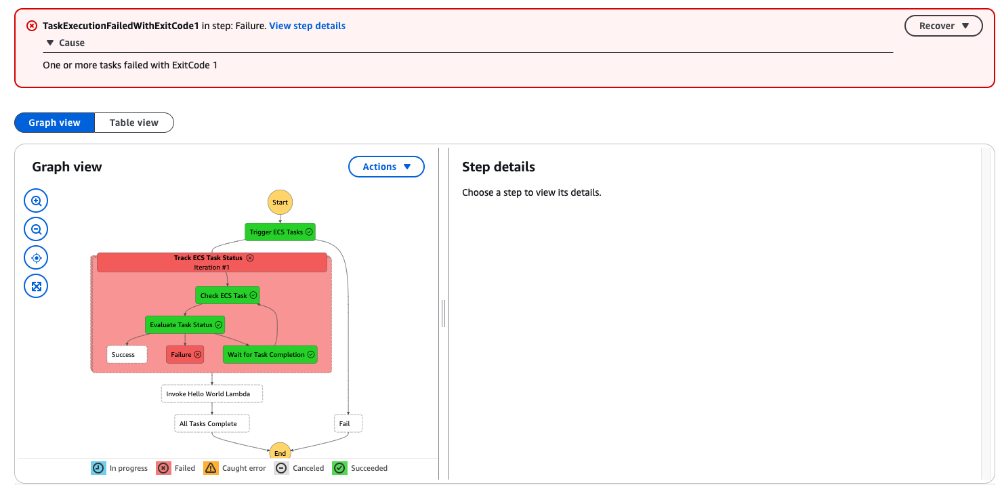 TaskExecutionFailedWithExitCode1 in step: Failure. View step details
Recover
Cause
One or more tasks failed with ExitCode 1
Graph view
Table view
Graph view
Actions
Step details
Choose a step to view its details.
Start
Trigger ECS Tasks
Track ECS Task Status
Iteration #1
Check ECS Task
Evaluate Task Status
Success
Failure
Wait for Task Completion
Invoke Hello World Lambda
All Tasks Complete
Fail
End
In progress
Failed
Caught error
Canceled
Succeeded